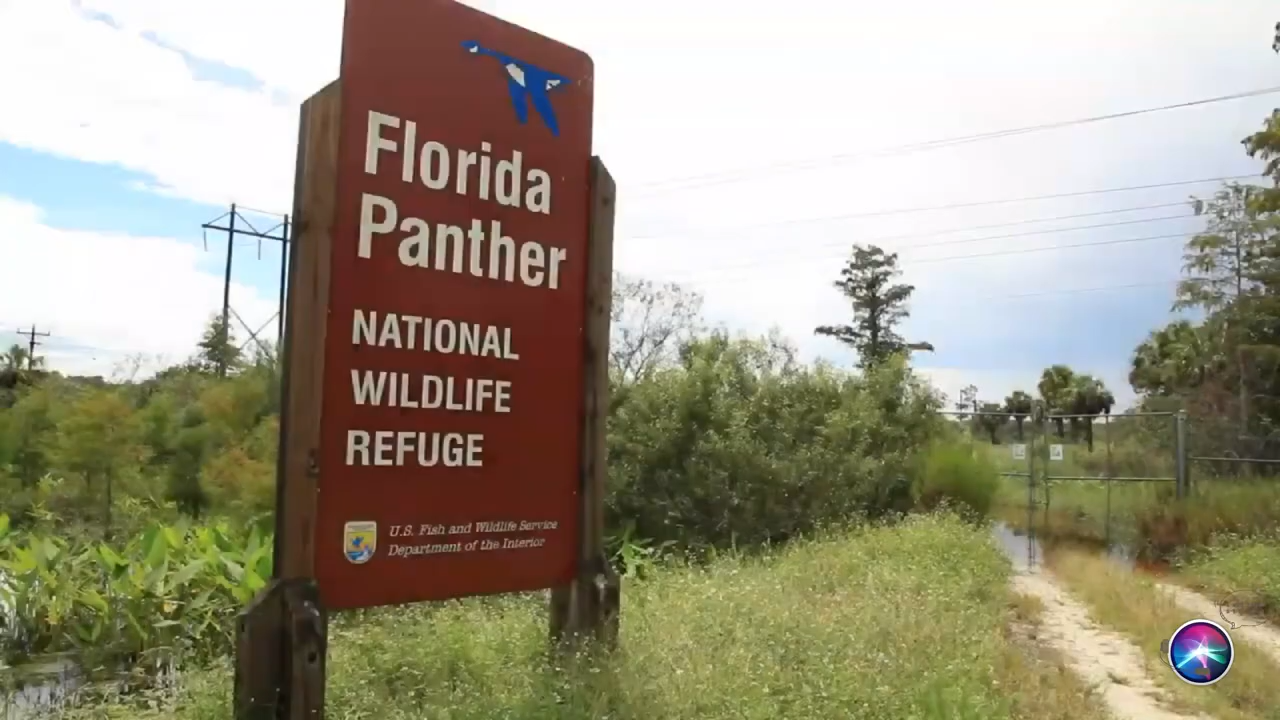 Florida
Panther
NATIONAL
WILDLIFE
REFUGE
U.S. Fish and Wildlife Service
Department of the Interior